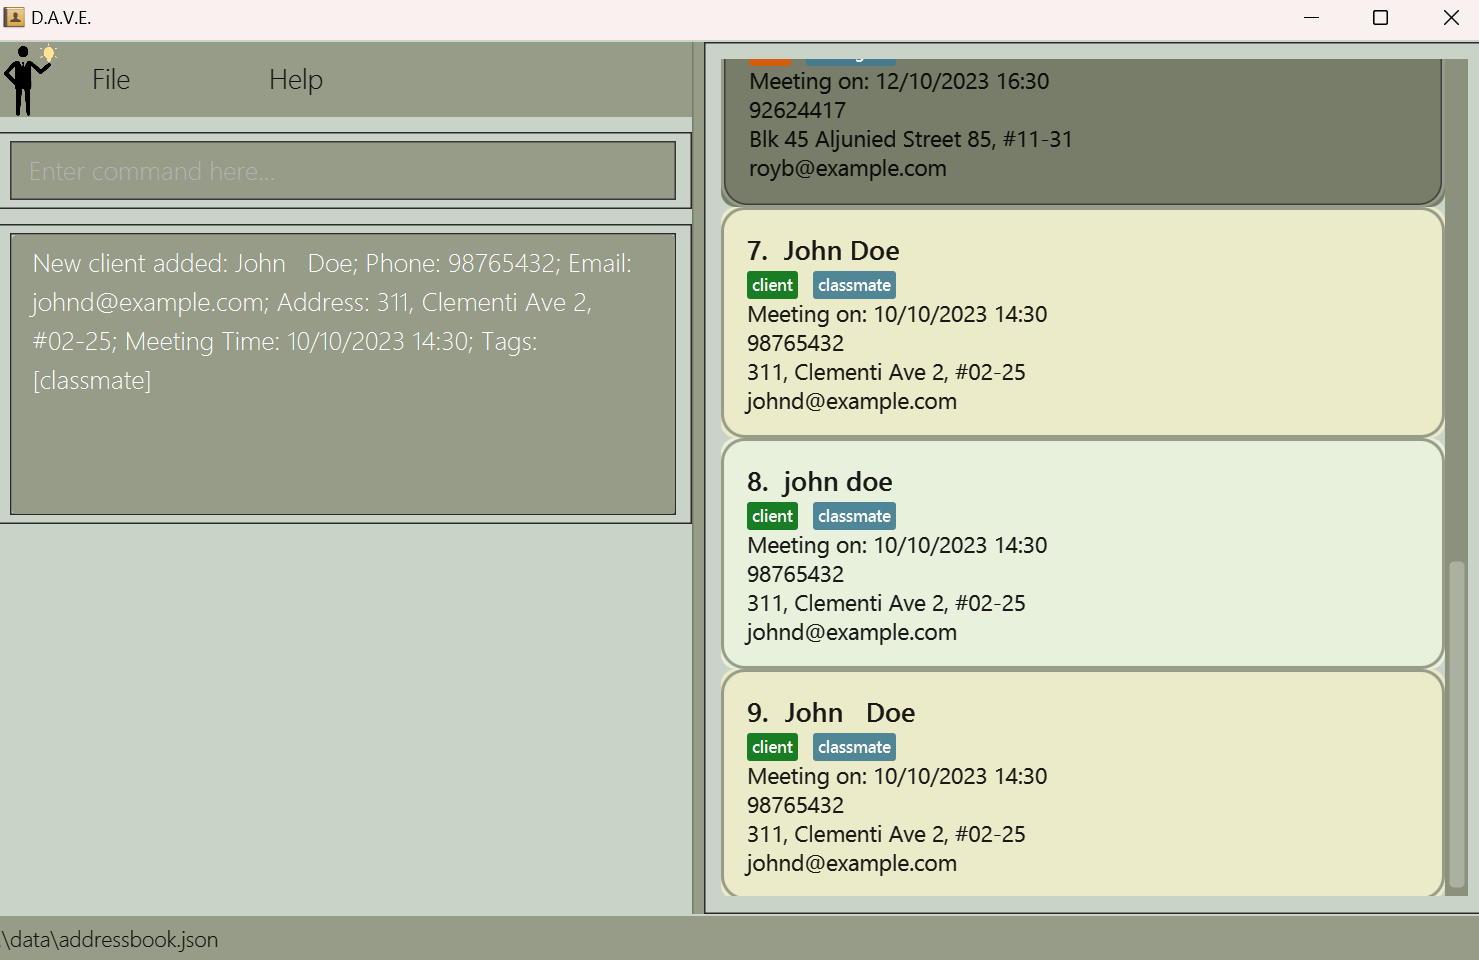 D.A.V.E.
File
Help
Enter command here...
New client added: John   Doe; Phone: 98765432; Email:
johnd@example.com; Address: 311, Clementi Ave 2,
#02-25; Meeting Time: 10/10/2023 14:30; Tags:
[classmate]
Meeting on: 12/10/2023 16:30
92624417
Blk 45 Aljunied Street 85, #11-31
royb@example.com
7.  John Doe
client classmate
Meeting on: 10/10/2023 14:30
98765432
311, Clementi Ave 2, #02-25
johnd@example.com
8.  john doe
client classmate
Meeting on: 10/10/2023 14:30
98765432
311, Clementi Ave 2, #02-25
johnd@example.com
9.  John   Doe
client classmate
Meeting on: 10/10/2023 14:30
98765432
311, Clementi Ave 2, #02-25
johnd@example.com
\data\addressbook.json